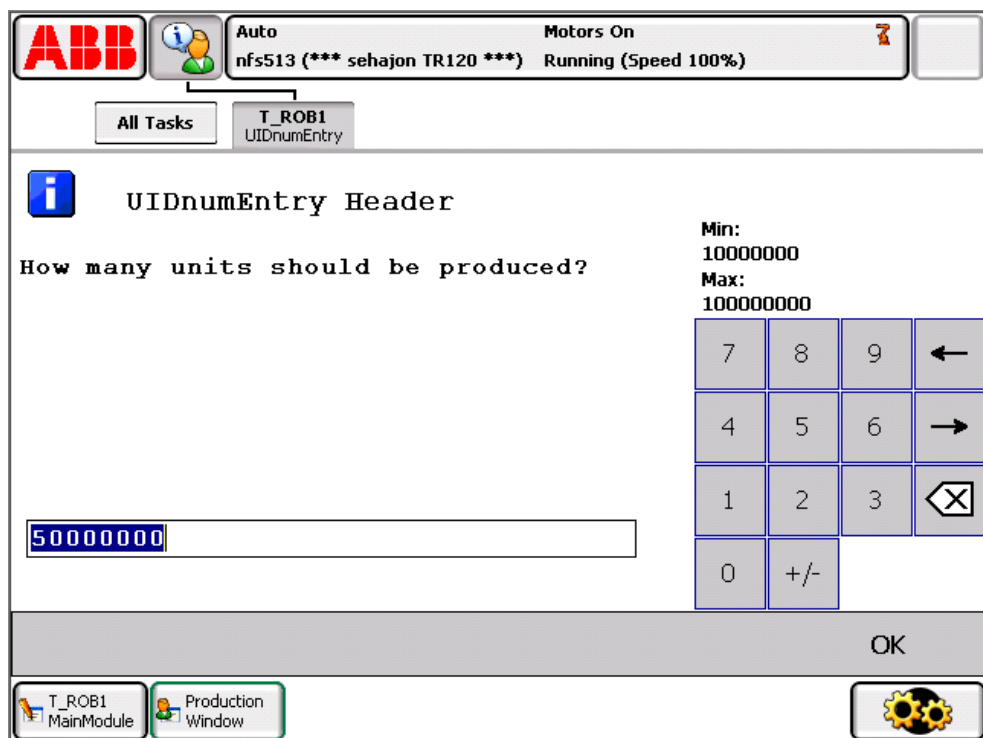 ABB
Auto
Motors On
nfs513 (*** sehajon TR120 ***)
Running (Speed 100%)
All Tasks
T_ROB1
UIDnumEntry
UIDnumEntry Header
How many units should be produced?
Min:
10000000
Max:
100000000
7 8 9
4 5 6
1 2 3
0 +/-
50000000
OK
T_ROB1
MainModule
Production
Window